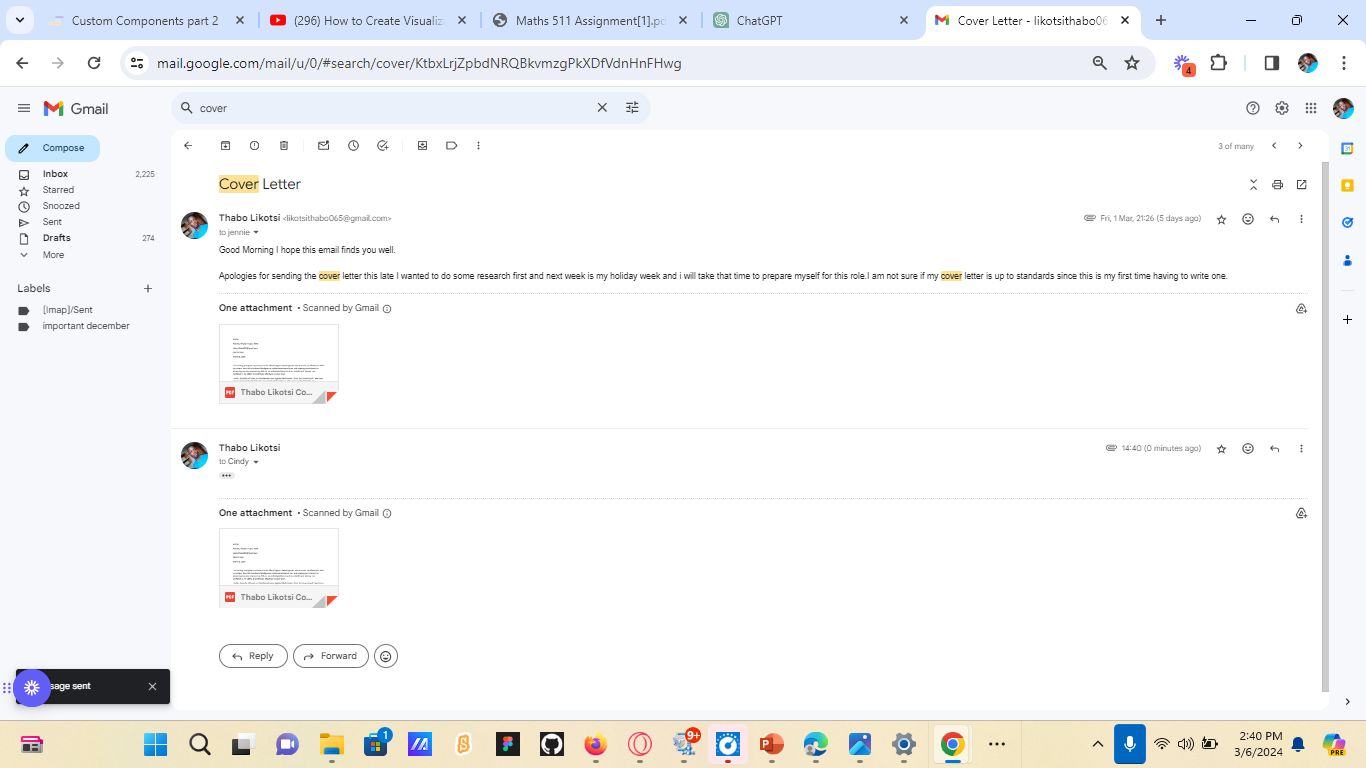 Custom Components part 2
(296) How to Create Visualiz
Maths 511 Assignment[1].pd
ChatGPT
Cover Letter - likotsithabo06
mail.google.com/mail/u/0/#search/cover/KtbxLrjZpbdNRQBkvmzgPkXDfVdnHnFHwg
4
Gmail
cover
Compose
3 of many
Inbox 2,225
Starred
Snoozed
Sent
Drafts 274
More
Labels
[Imap]/Sent
important december
Cover Letter
Thabo Likotsi <likotsithabo065@gmail.com>
Fri, 1 Mar, 21:26 (5 days ago)
to jennie
Good Morning I hope this email finds you well.
Apologies for sending the cover letter this late I wanted to do some research first and next week is my holiday week and i will take that time to prepare myself for this role.I am not sure if my cover letter is up to standards since this is my first time having to write one.
One attachment • Scanned by Gmail
PDF Thabo Likotsi Co...
Thabo Likotsi
14:40 (0 minutes ago)
to Cindy
One attachment • Scanned by Gmail
PDF Thabo Likotsi Co...
Reply
Forward
sage sent
1
9+
2:40 PM
3/6/2024
PRE